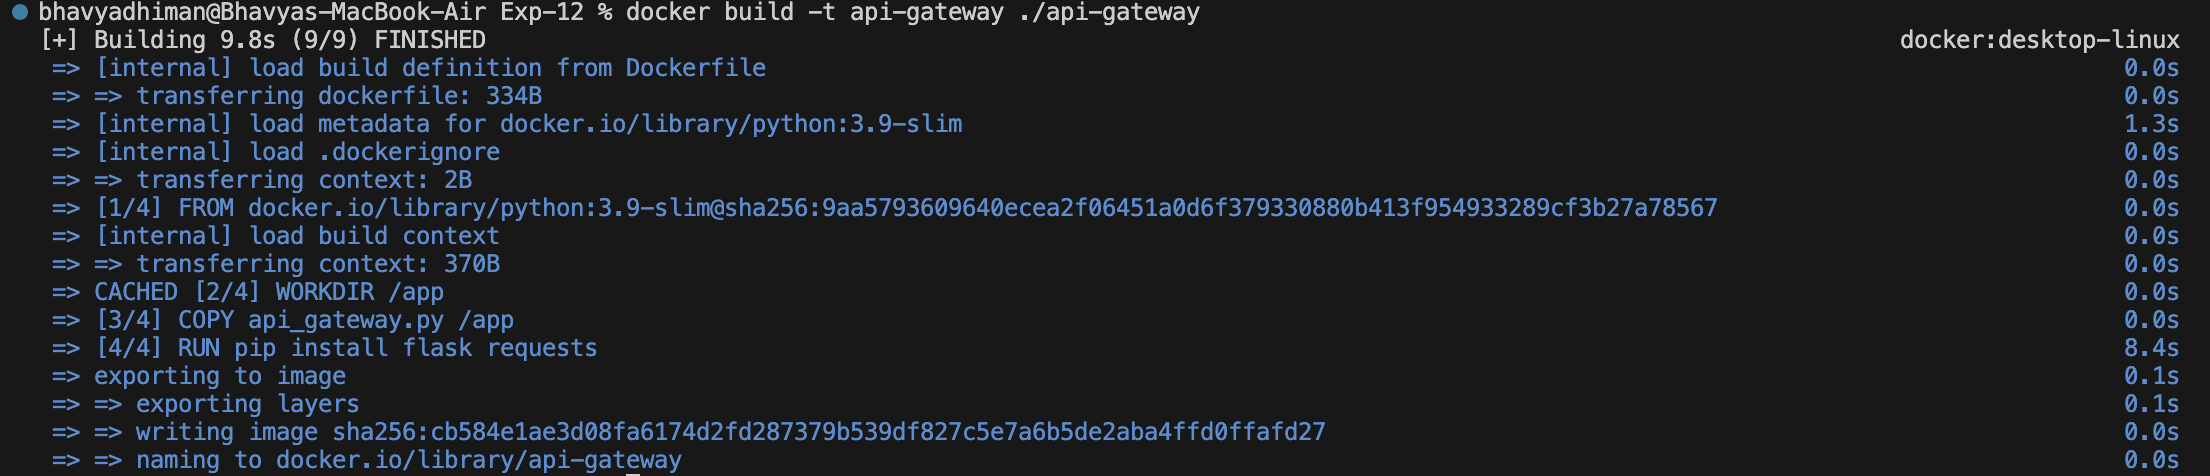 bhavyadhiman@Bhavyas-MacBook-Air Exp-12 % docker build -t api-gateway ./api-gateway
[+] Building 9.8s (9/9) FINISHED docker:desktop-linux
=> [internal] load build definition from Dockerfile 0.0s
=> => transferring dockerfile: 334B 0.0s
=> [internal] load metadata for docker.io/library/python:3.9-slim 1.3s
=> [internal] load .dockerignore 0.0s
=> => transferring context: 2B 0.0s
=> [1/4] FROM docker.io/library/python:3.9-slim@sha256:9aa5793609640ecea2f06451a0d6f379330880b413f954933289cf3b27a78567 0.0s
=> [internal] load build context 0.0s
=> => transferring context: 370B 0.0s
=> CACHED [2/4] WORKDIR /app 0.0s
=> [3/4] COPY api_gateway.py /app 0.0s
=> [4/4] RUN pip install flask requests 8.4s
=> exporting to image 0.1s
=> => exporting layers 0.1s
=> => writing image sha256:cb584e1ae3d08fa6174d2fd287379b539df827c5e7a6b5de2aba4ffd0ffafd27 0.0s
=> => naming to docker.io/library/api-gateway 0.0s